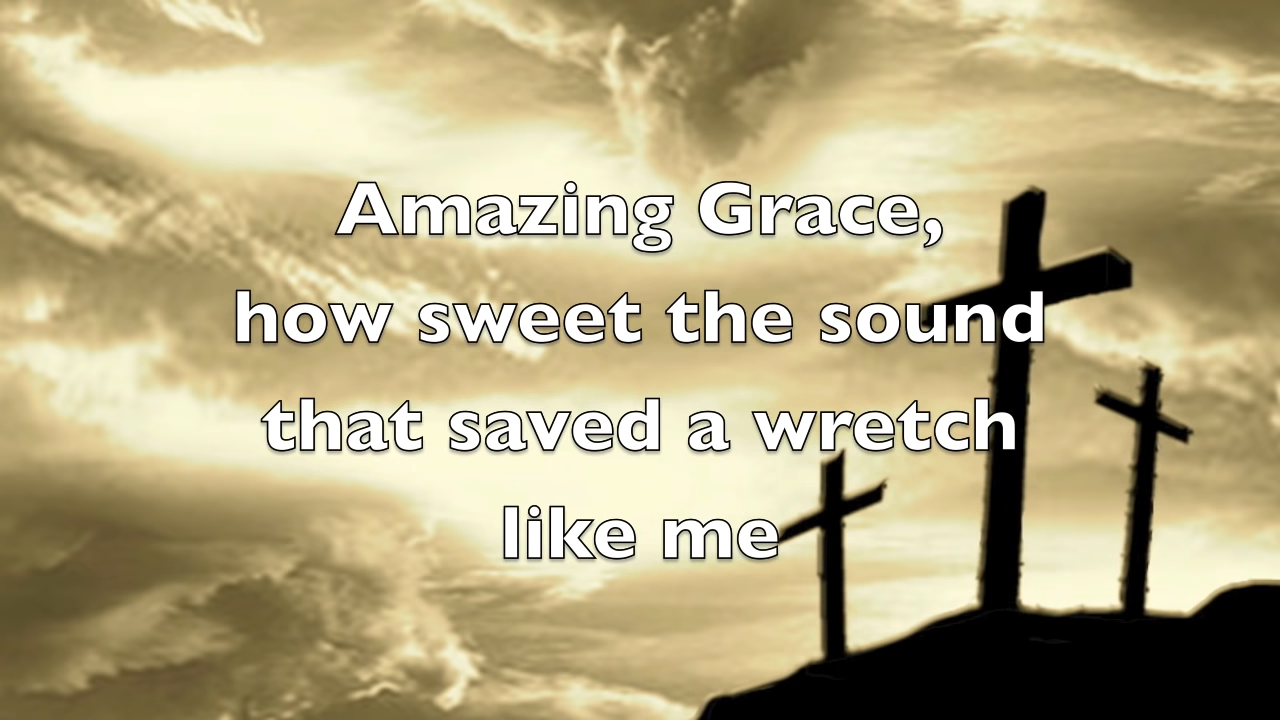 Amazing Grace,
how sweet the sound
that saved a wretch
like me